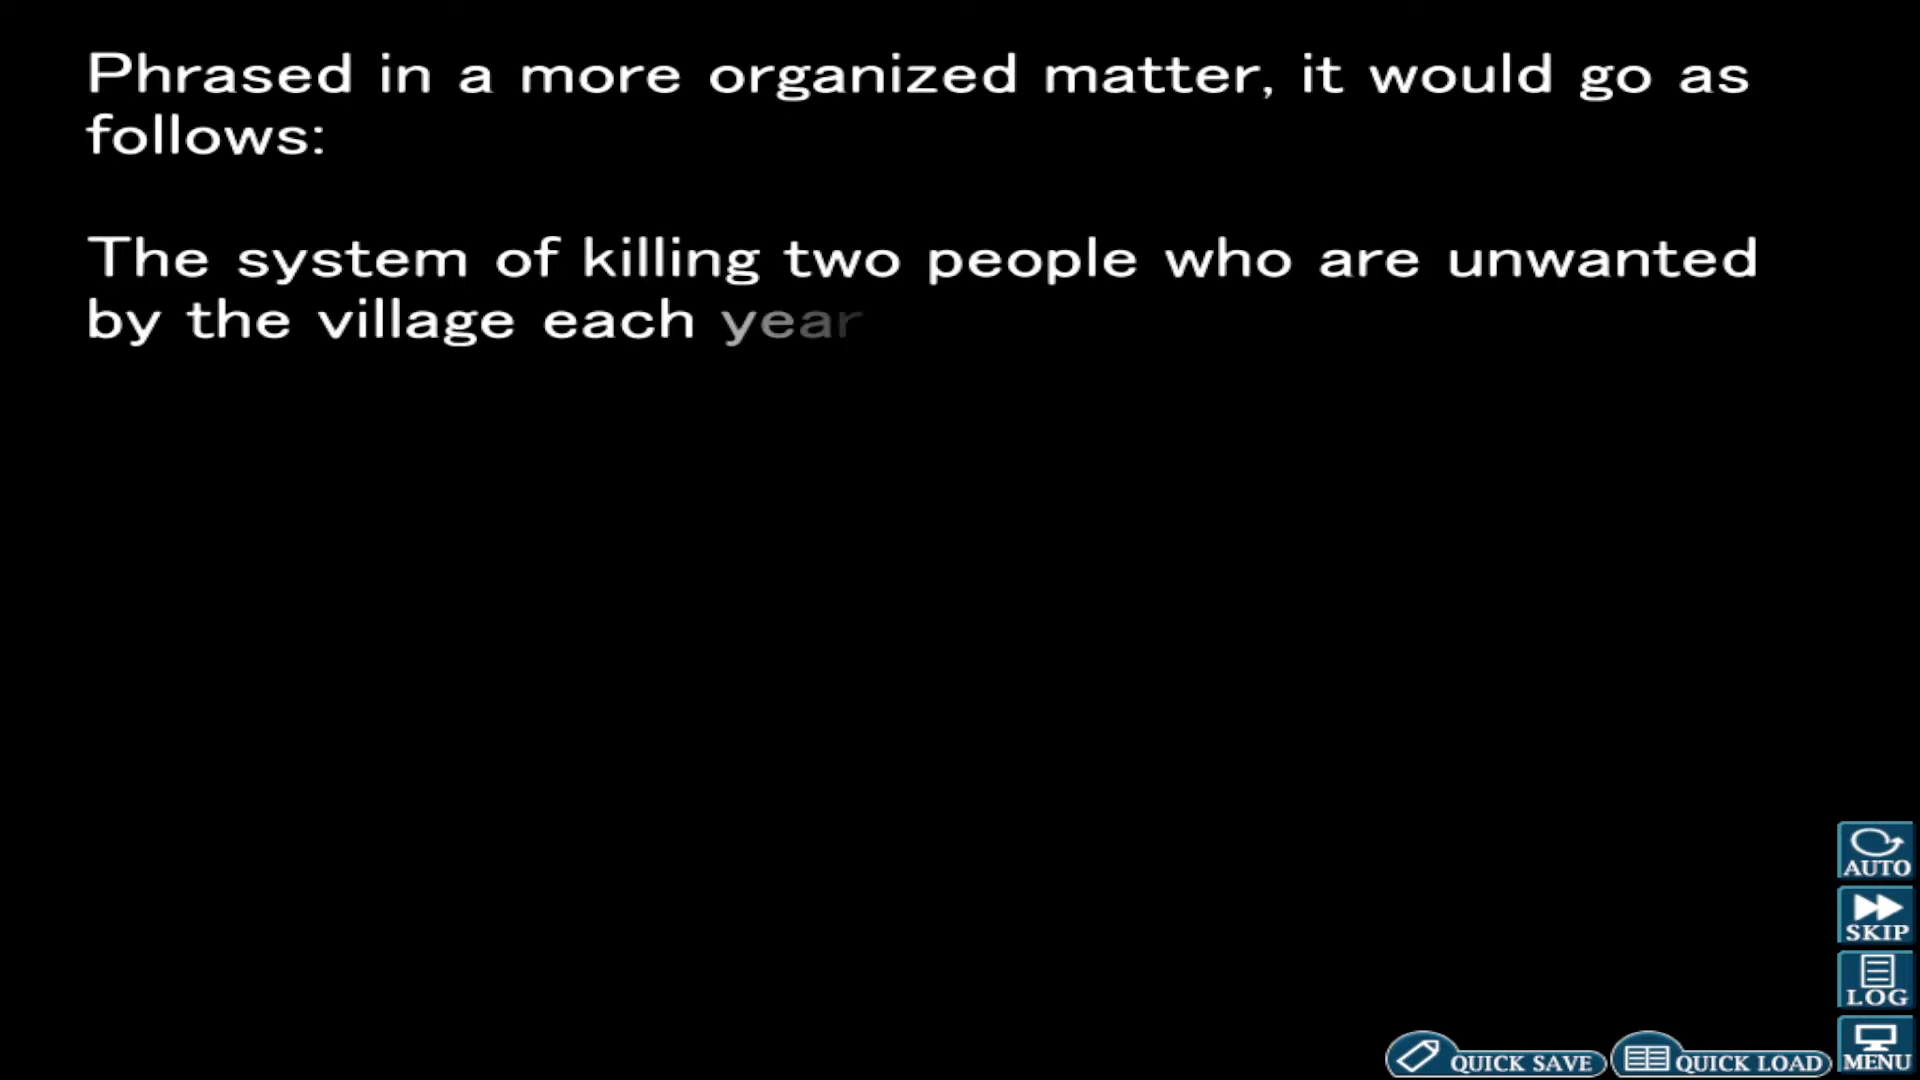 Phrased in a more organized matter, it would go as
follows:
The system of killing two people who are unwanted
by the village each year
AUTO
SKIP
LOG
MENU
QUICK SAVE
QUICK LOAD